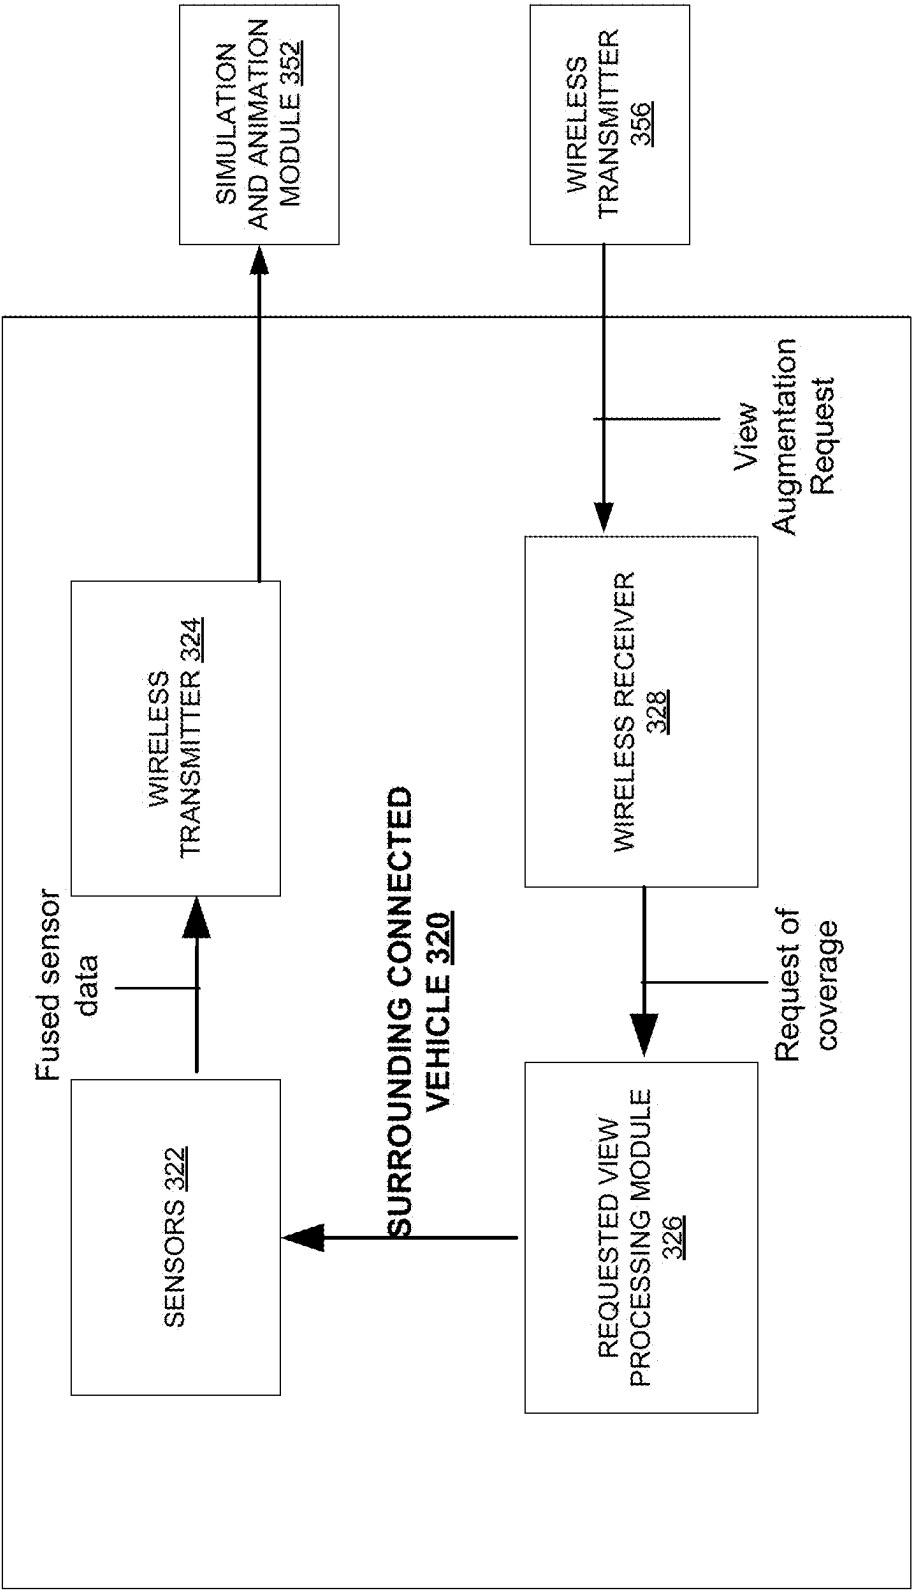 Fused sensor
data
SENSORS 322
WIRELESS
TRANSMITTER 324
SIMULATION
AND ANIMATION
MODULE 352
SURROUNDING CONNECTED
VEHICLE 320
REQUESTED VIEW
PROCESSING MODULE
326
WIRELESS RECEIVER
328
WIRELESS
TRANSMITTER
356
Request of
coverage
View
Augmentation
Request